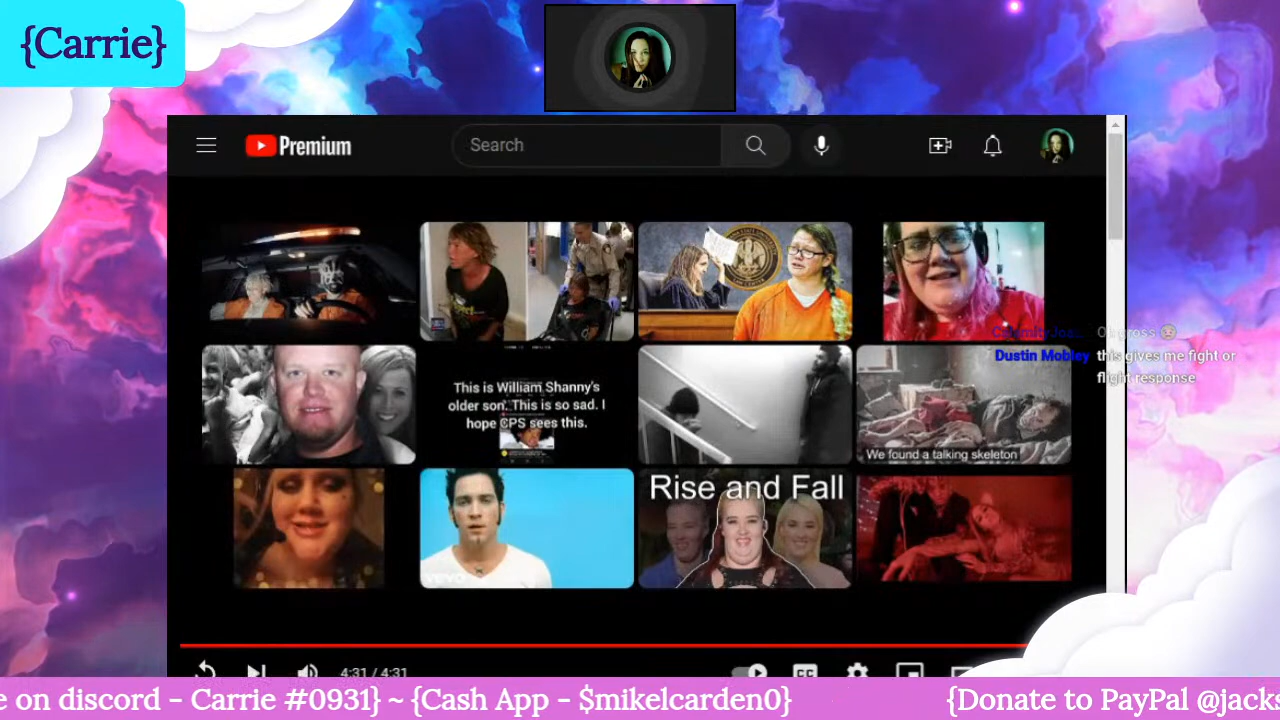 {Carrie}
Premium
Search
Oh gross 😣
Dustin Mobley this gives me fight or
flight response
This is William Shanny's
older son. This is so sad. I
hope CPS sees this.
We found a talking skeleton
Rise and Fall
vevo
4:31 / 4:31
CC
e on discord - Carrie #0931} ~ {Cash App - $mikelcarden0}
{Donate to PayPal @jacks